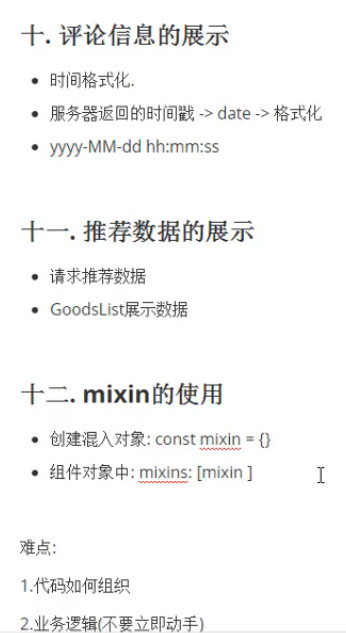 十. 评论信息的展示
时间格式化.
服务器返回的时间戳 -> date -> 格式化
yyyy-MM-dd hh:mm:ss
十一. 推荐数据的展示
请求推荐数据
GoodsList展示数据
十二. mixin的使用
创建混入对象: const mixin = {}
组件对象中: mixins: [mixin ]
难点:
1.代码如何组织
2.业务逻辑(不要立即动手)